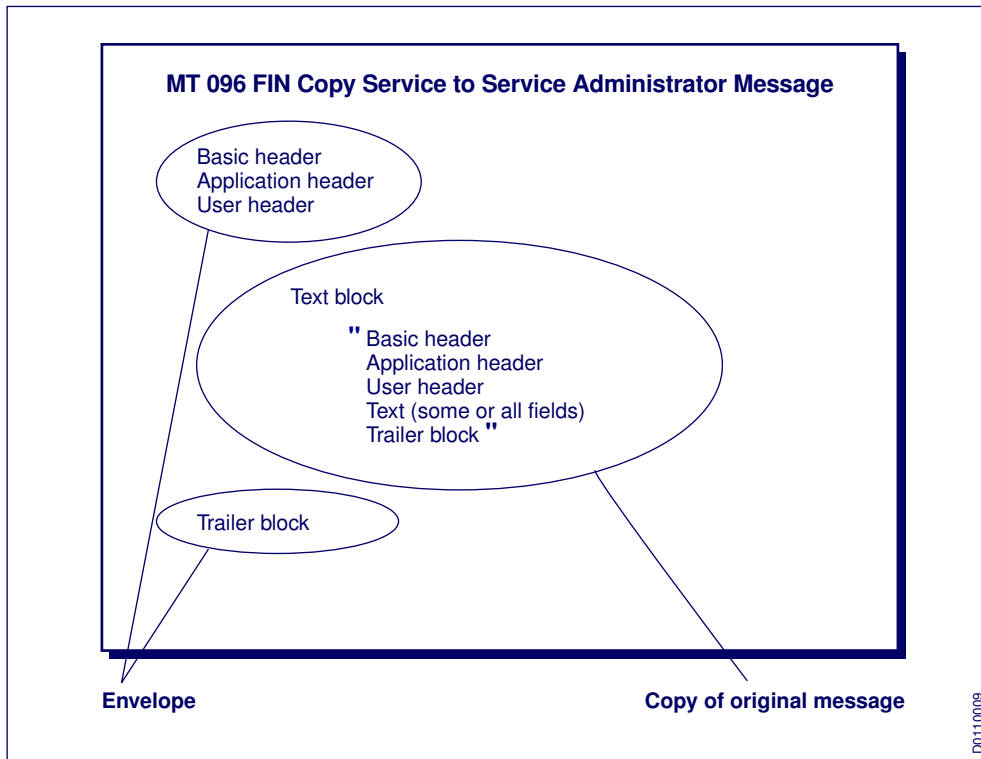 MT 096 FIN Copy Service to Service Administrator Message
Basic header
Application header
User header
Text block
" Basic header
Application header
User header
Text (some or all fields)
Trailer block "
Trailer block
Envelope
Copy of original message
D0110009